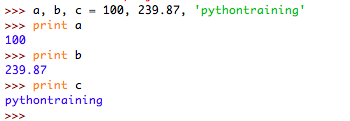 >>> a, b, c = 100, 239.87, 'pythontraining'
>>> print a
100
>>> print b
239.87
>>> print c
pythontraining
>>>